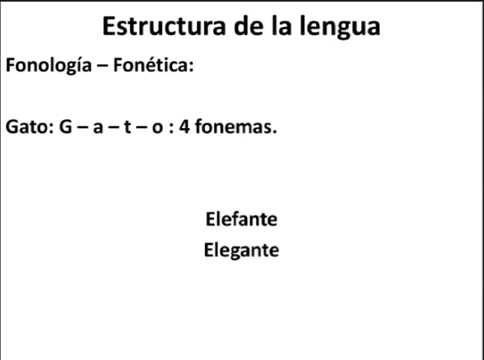 Estructura de la lengua
Fonología – Fonética:
Gato: G – a – t – o : 4 fonemas.
Elefante
Elegante